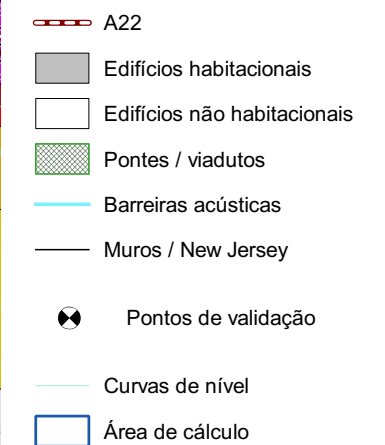 A22
Edifícios habitacionais
Edifícios não habitacionais
Pontes / viadutos
Barreiras acústicas
Muros / New Jersey
Pontos de validação
Curvas de nível
Área de cálculo